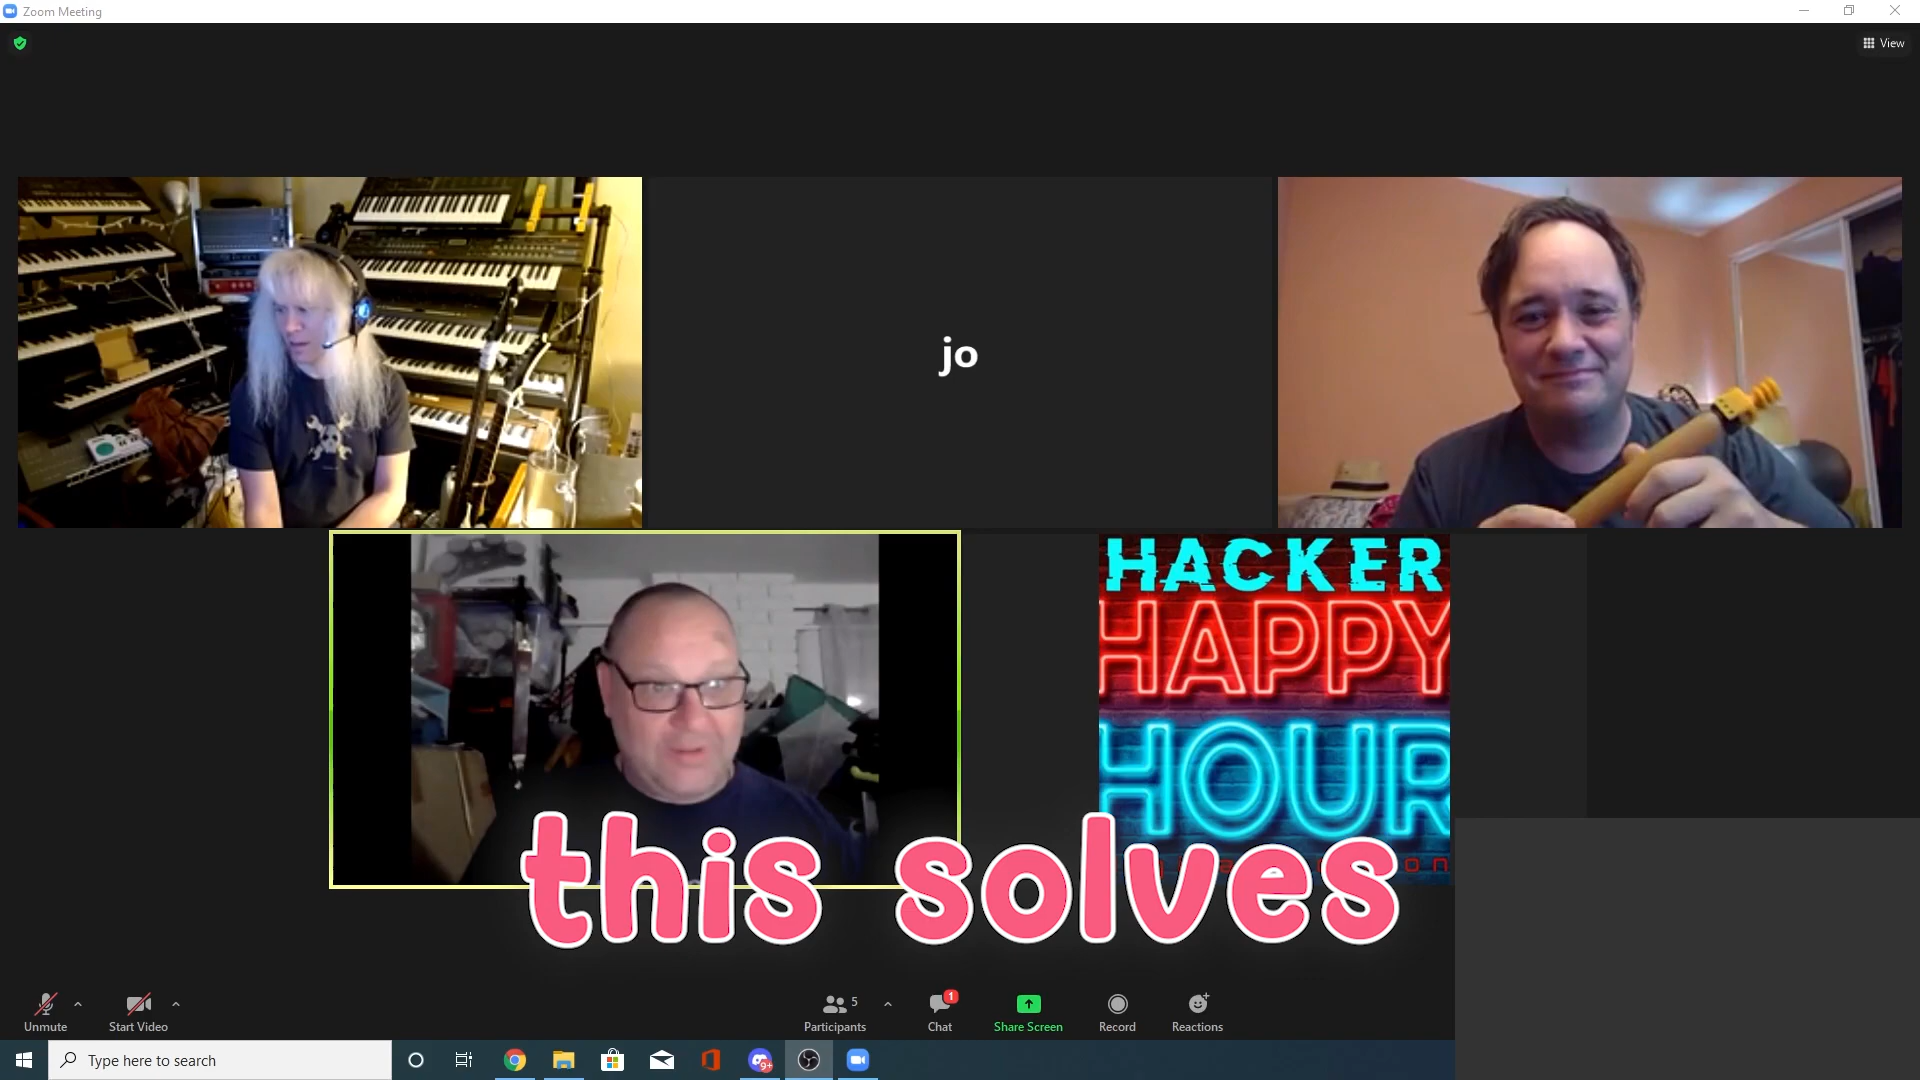 Zoom Meeting
View
jo
HACKER
HAPPY
HOUR
this solves
Unmute
Start Video
5
Participants
1
Chat
Share Screen
Record
Reactions
Type here to search
9+